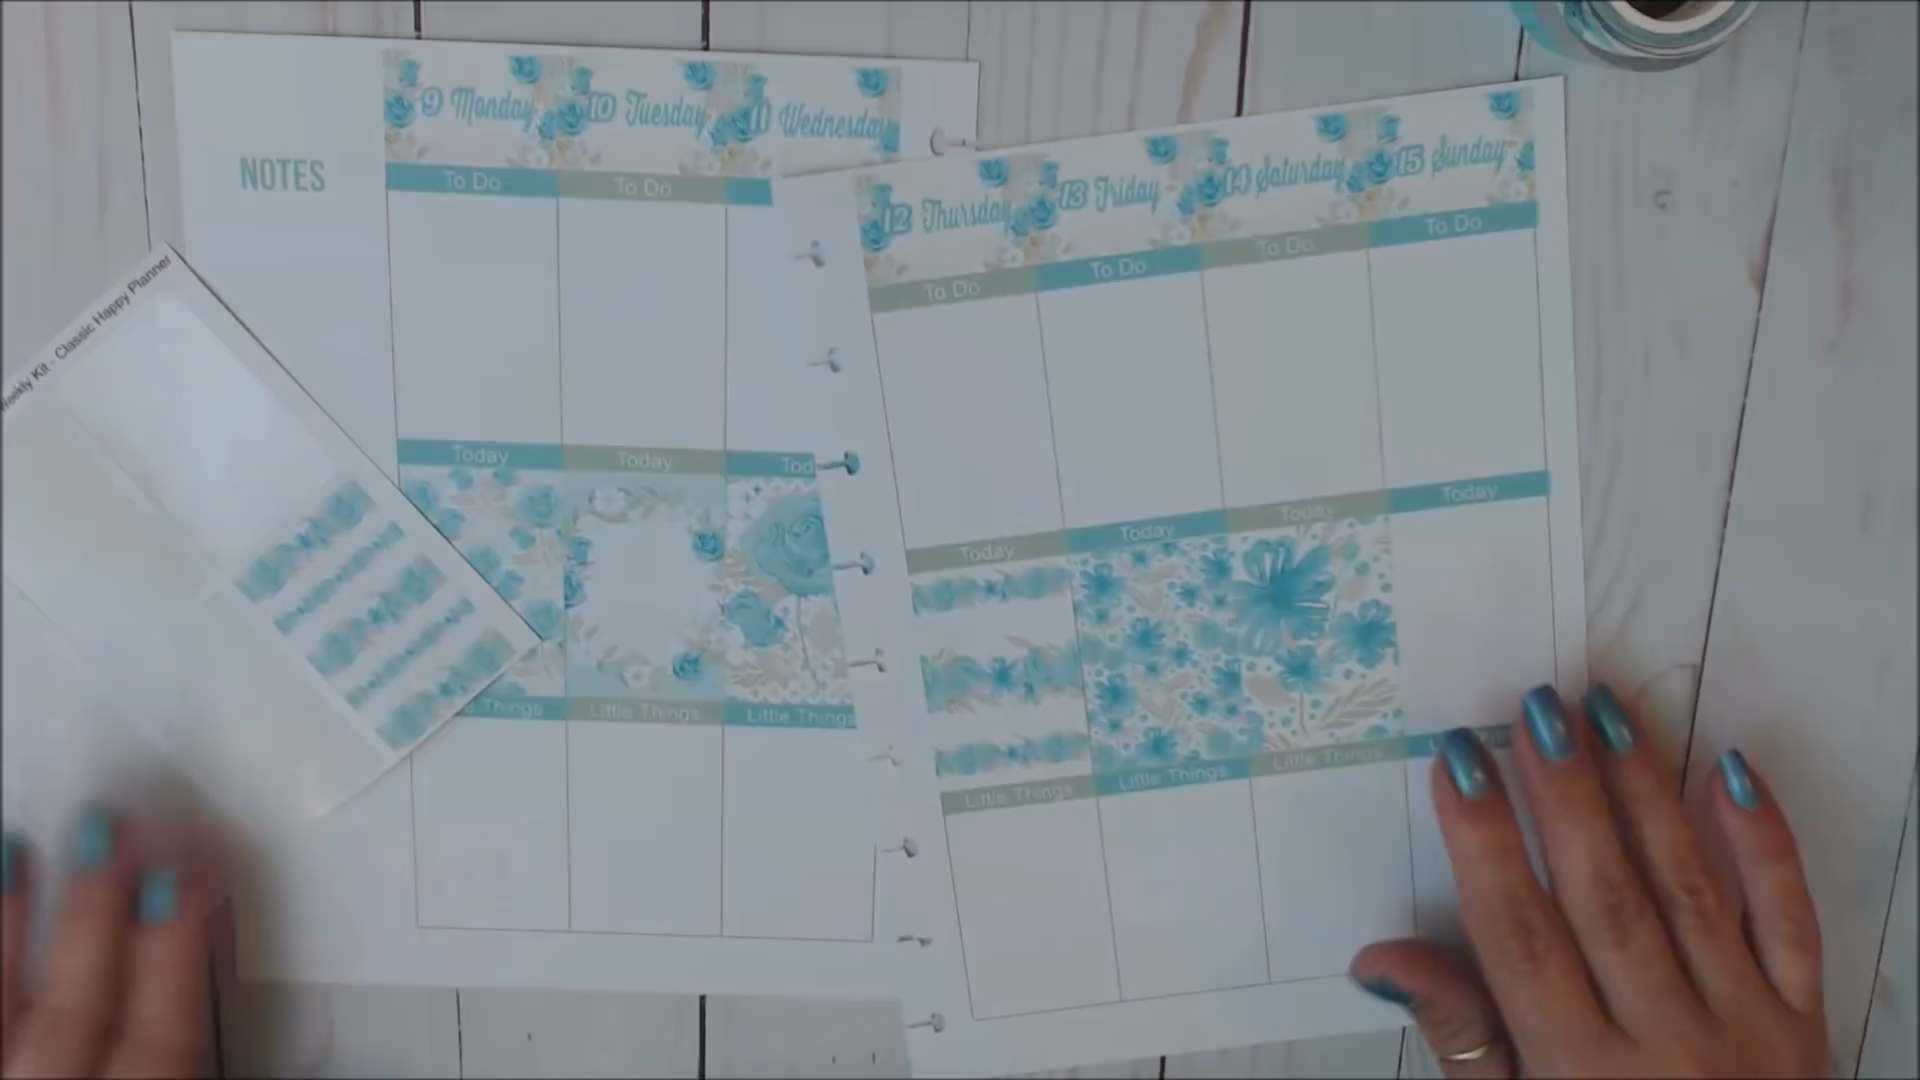 NOTES
9 Monday
10 Tuesday
11 Wednesday
To Do
To Do
Today
Today
Tod
Things
Little Things
Little Things
12 Thursday
13 Friday
14 Saturday
15 Sunday
To Do
To Do
To Do
To Do
Today
Today
Today
Today
Little Things
Little Things
Little Things
Weekly Kit - Classic Happy Planner